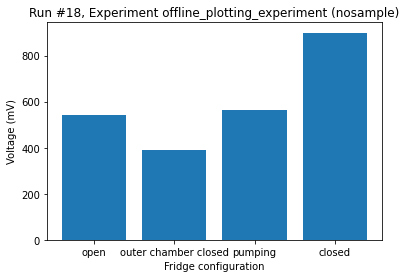 Run #18, Experiment offline_plotting_experiment (nosample)
800
600
400
200
0
Voltage (mV)
open outer chamber closed pumping closed
Fridge configuration